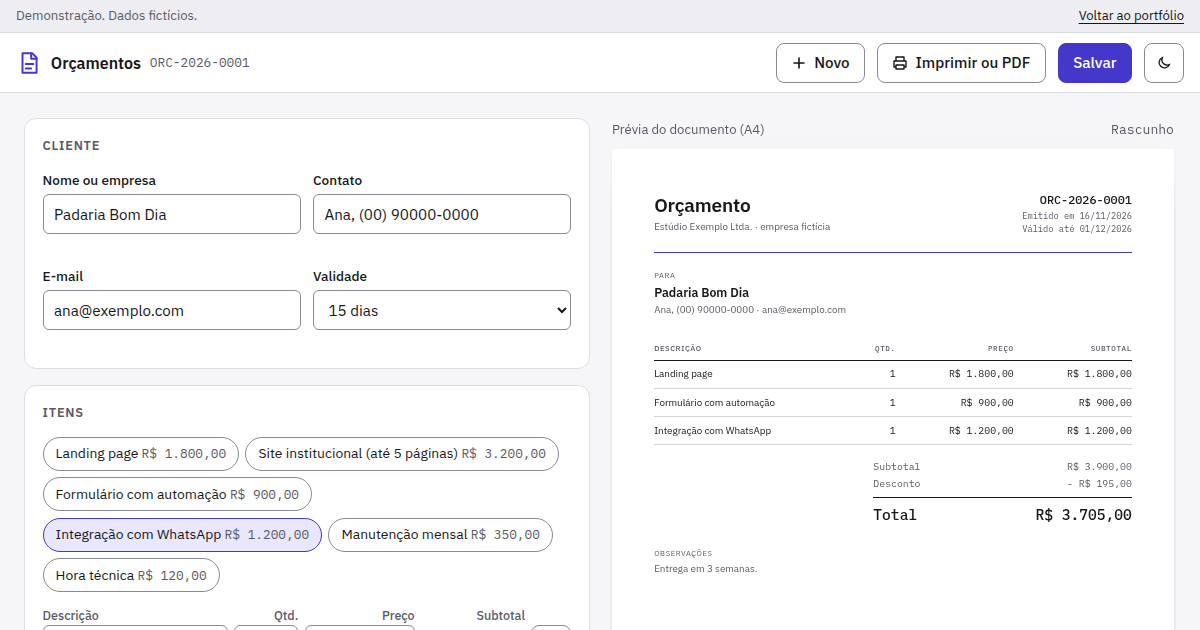 Demonstração. Dados fictícios.
Voltar ao portfólio
Orçamentos ORC-2026-0001
Novo
Imprimir ou PDF
Salvar
CLIENTE
Nome ou empresa
Contato
Padaria Bom Dia
Ana, (00) 90000-0000
E-mail
Validade
ana@exemplo.com
15 dias
ITENS
Landing page R$ 1.800,00
Site institucional (até 5 páginas) R$ 3.200,00
Formulário com automação R$ 900,00
Integração com WhatsApp R$ 1.200,00
Manutenção mensal R$ 350,00
Hora técnica R$ 120,00
Descrição Qtd. Preço Subtotal
Prévia do documento (A4)
Rascunho
Orçamento
ORC-2026-0001
Estúdio Exemplo Ltda. · empresa fictícia
Emitido em 16/11/2026
Válido até 01/12/2026
PARA
Padaria Bom Dia
Ana, (00) 90000-0000 · ana@exemplo.com
DESCRIÇÃO QTD. PREÇO SUBTOTAL
Landing page 1 R$ 1.800,00 R$ 1.800,00
Formulário com automação 1 R$ 900,00 R$ 900,00
Integração com WhatsApp 1 R$ 1.200,00 R$ 1.200,00
Subtotal R$ 3.900,00
Desconto - R$ 195,00
Total R$ 3.705,00
OBSERVAÇÕES
Entrega em 3 semanas.